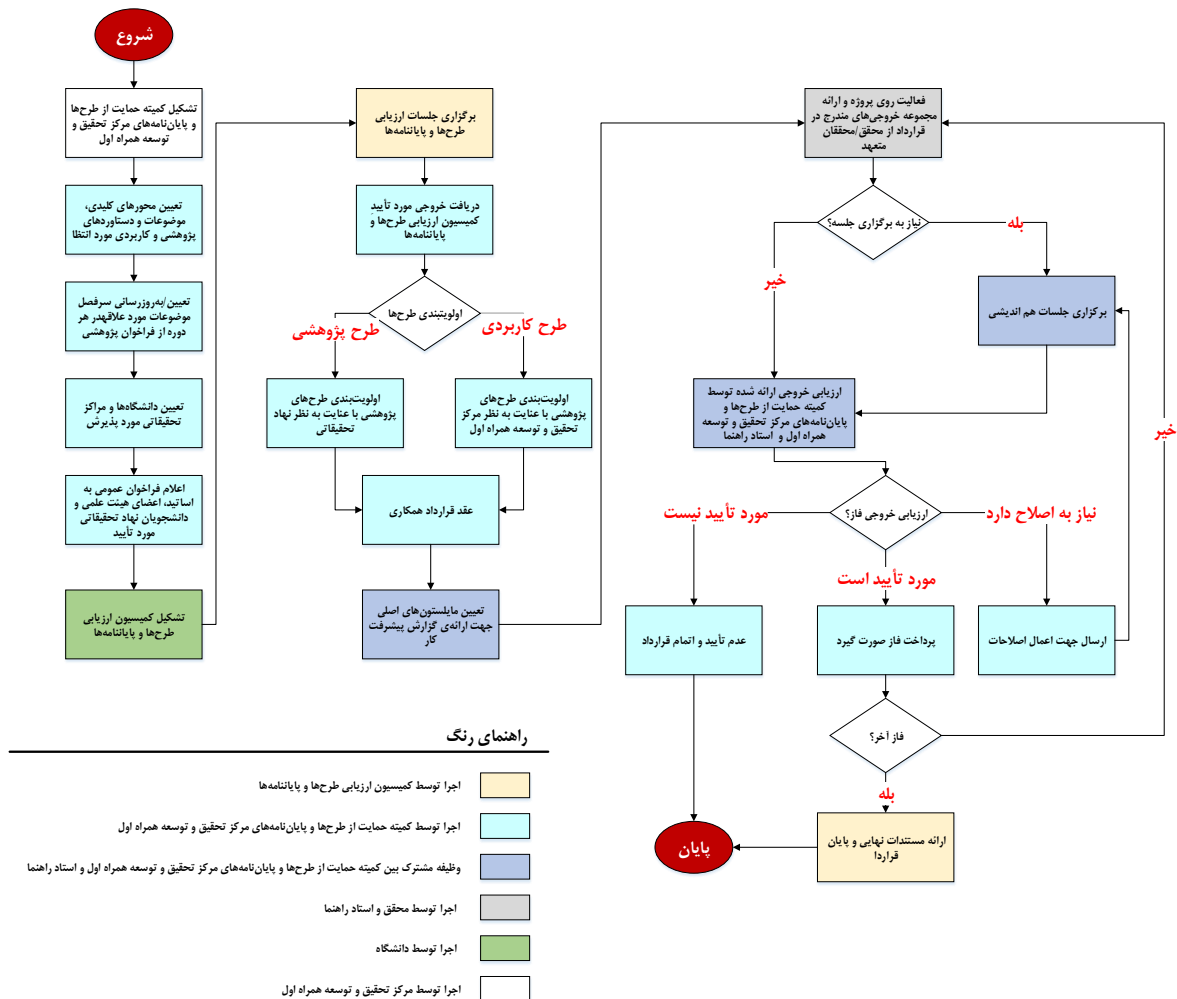 شروع
تشکیل کمیته حمایت از طرح‌ها
و پایان‌نامه‌های مرکز تحقیق و
توسعه همراه اول
تعیین محورهای کلیدی،
موضوعات و دستاوردهای
پژوهشی و کاربردی مورد انتظا
تعیین/به‌روزرسانی سرفصل
موضوعات مورد علاقهدر هر
دوره از فراخوان پژوهشی
تعیین دانشگاه‌ها و مراکز
تحقیقاتی مورد پذیرش
اعلام فراخوان عمومی به
اساتید، اعضای هیئت علمی و
دانشجویان نهاد تحقیقاتی
مورد تأیید
تشکیل کمیسیون ارزیابی
طرح‌ها و پایاننامه‌ها
برگزاری جلسات ارزیابی
طرح‌ها و پایاننامه‌ها
دریافت خروجی مورد تأییدِ
کمیسیون ارزیابی طرح‌ها و
پایاننامه‌ها
اولویتبندی طرح‌ها
طرح کاربردی
طرح پژوهشی
اولویت‌بندی طرح‌های
پژوهشی با عنایت به نظر مرکز
تحقیق و توسعه همراه اول
اولویت‌بندی طرح‌های
پژوهشی با عنایت به نظر نهاد
تحقیقاتی
عقد قرارداد همکاری
تعیین مایلستون‌های اصلی
جهت ارائه‌ی گزارش پیشرفت
کار
فعالیت روی پروژه و ارائه
مجموعه خروجی‌های مندرج در
قرارداد از محقق/محققان
متعهد
نیاز به برگزاری جلسه؟
بله
خیر
برگزاری جلسات هم اندیشی
ارزیابی خروجی ارائه شده توسط
کمیته حمایت از طرح‌ها و
پایان‌نامه‌های مرکز تحقیق و توسعه
همراه اول و استاد راهنما
ارزیابی خروجی فاز؟
نیاز به اصلاح دارد
مورد تأیید نیست
مورد تأیید است
ارسال جهت اعمال اصلاحات
پرداخت فاز صورت گیرد
عدم تأیید و اتمام قرارداد
فاز آخر؟
خیر
بله
ارائه مستندات نهایی و پایان
قراردا
پایان
راهنمای رنگ
اجرا توسط کمیسیون ارزیابی طرح‌ها و پایاننامه‌ها
اجرا توسط کمیته حمایت از طرح‌ها و پایان‌نامه‌های مرکز تحقیق و توسعه همراه اول
وظیفه مشترک بین کمیته حمایت از طرح‌ها و پایان‌نامه‌های مرکز تحقیق و توسعه همراه اول و استاد راهنما
اجرا توسط محقق و استاد راهنما
اجرا توسط دانشگاه
اجرا توسط مرکز تحقیق و توسعه همراه اول